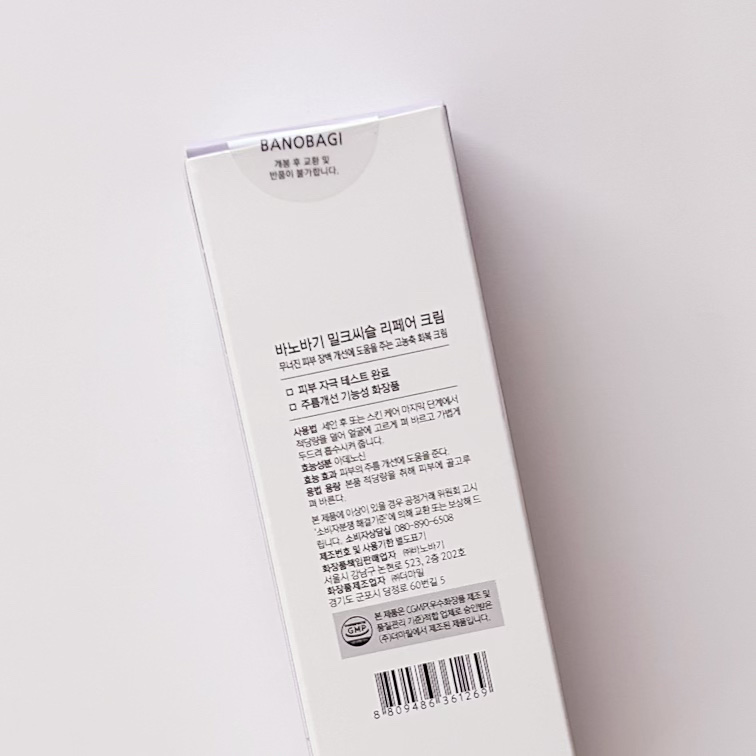 BANOBAGI
개봉 후 교환 및
반품이 불가합니다.
바노바기 밀크씨슬 리페어 크림
무너진 피부 장벽 개선에 도움을 주는 고농축 회복 크림
□ 피부 자극 테스트 완료
□ 주름개선 기능성 화장품
사용법 세안 후 또는 스킨 케어 마지막 단계에서
적당량을 덜어 얼굴에 고르게 펴 바르고 가볍게
두드려 흡수시켜 줍니다.
효능성분 아데노신
효능 효과 피부의 주름 개선에 도움을 준다.
용법 용량 본품 적당량을 취해 피부에 골고루
펴 바른다.
본 제품에 이상이 있을 경우 공정거래 위원회 고시
'소비자분쟁 해결기준'에 의해 교환 또는 보상해 드
립니다. 소비자상담실 080-890-6508
제조번호 및 사용기한 별도표기
화장품책임판매업자 ㈜바노바기
서울시 강남구 논현로 523, 2층 202호
화장품제조업자 ㈜더마밀
경기도 군포시 당정로 60번길 5
GMP
본 제품은 CGMP(우수화장품 제조 및
품질관리 기준)적합 업체로 승인받은
(주)더마밀에서 제조된 제품입니다.
8 809486 361269